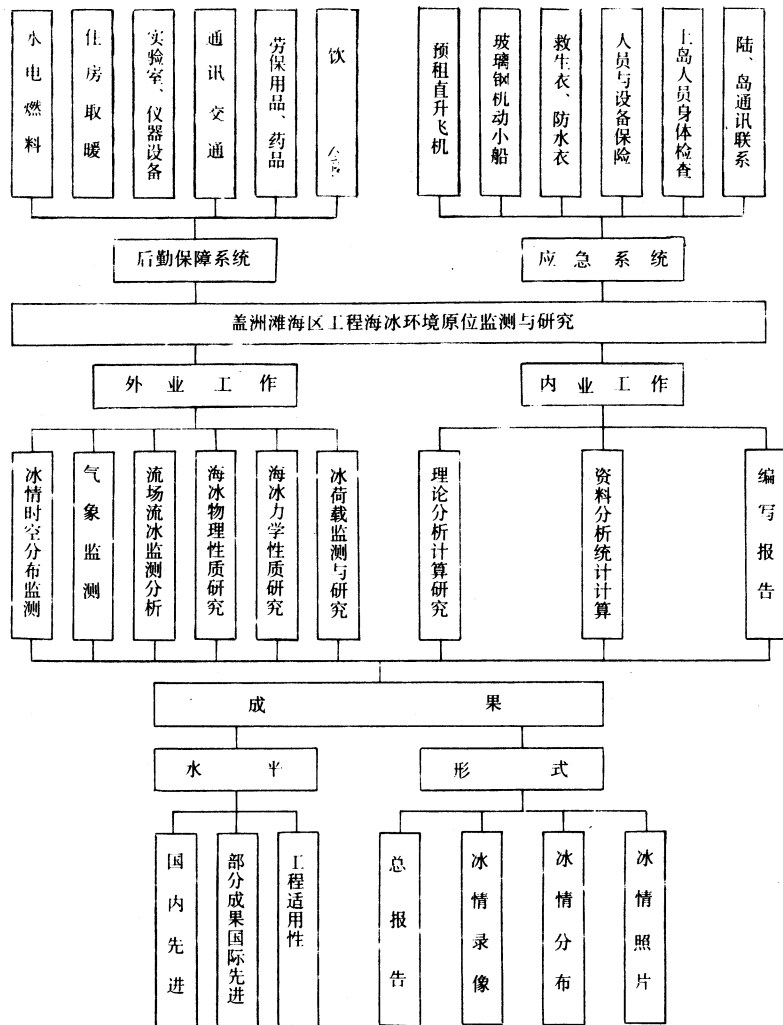 水电燃料
住房取暖
实验室、仪器设备
通讯交通
劳保用品、药品
饮
预租直升飞机
玻璃钢机动小船
救生衣、防水衣
人员与设备保险
上岛人员身体检查
陆、岛通讯联系
后勤保障系统
应急系统
盖洲滩海区工程海冰环境原位监测与研究
外业工作
内业工作
冰情时空分布监测
气象监测
流场流冰监测分析
海冰物理性质研究
海冰力学性质研究
冰荷载监测与研究
理论分析计算研究
资料分析统计计算
编写报告
成果
水平
形式
国内先进
部分成果国际先进
工程适用性
总报告
冰情录像
冰情分布
冰情照片